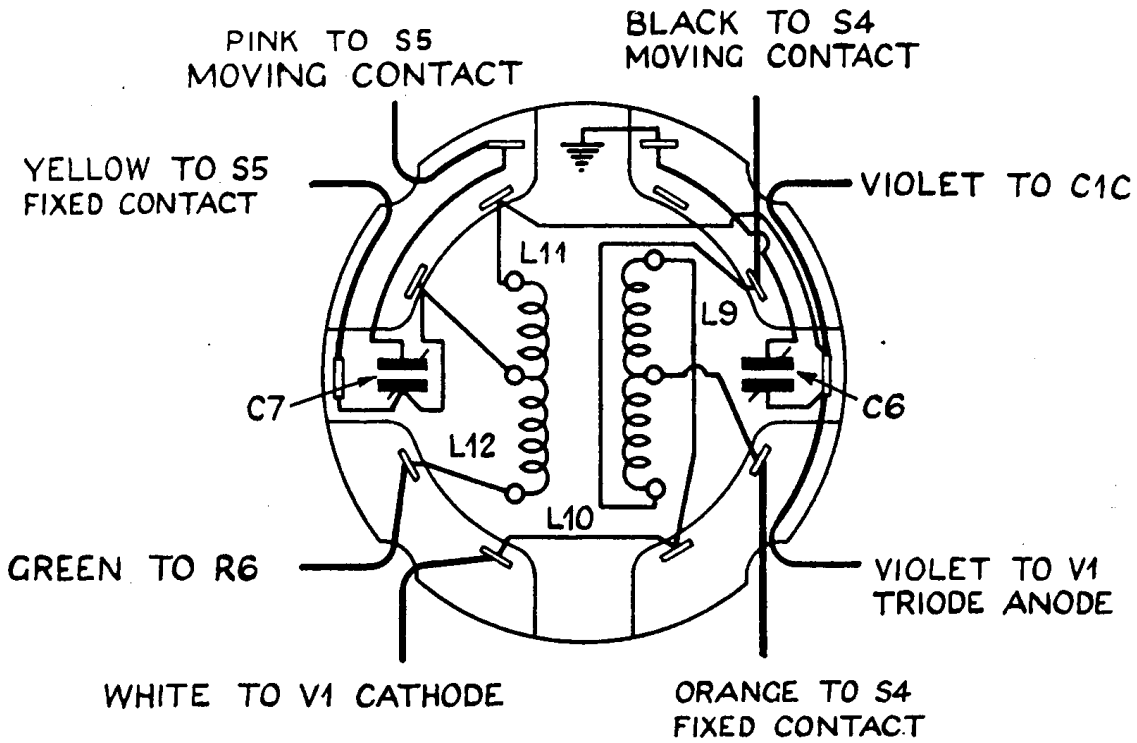 PINK TO S5
MOVING CONTACT
BLACK TO S4
MOVING CONTACT
YELLOW TO S5
FIXED CONTACT
VIOLET TO C1C
L11
L9
C7
C6
L12
L10
GREEN TO R6
VIOLET TO V1
TRIODE ANODE
WHITE TO V1 CATHODE
ORANGE TO S4
FIXED CONTACT